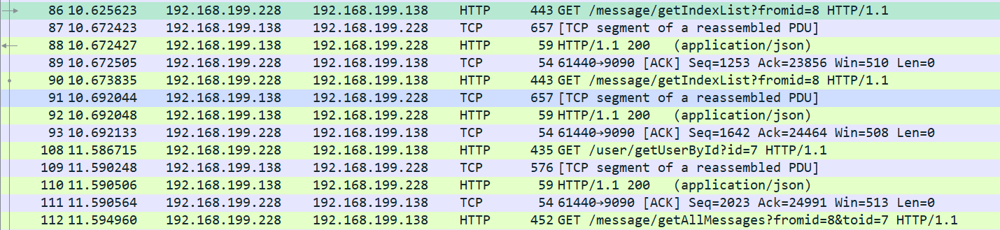 86 10.625623 192.168.199.228 192.168.199.138 HTTP 443 GET /message/getIndexList?fromid=8 HTTP/1.1
87 10.672423 192.168.199.138 192.168.199.228 TCP 657 [TCP segment of a reassembled PDU]
88 10.672427 192.168.199.138 192.168.199.228 HTTP 59 HTTP/1.1 200 (application/json)
89 10.672505 192.168.199.228 192.168.199.138 TCP 54 61440→9090 [ACK] Seq=1253 Ack=23856 Win=510 Len=0
90 10.673835 192.168.199.228 192.168.199.138 HTTP 443 GET /message/getIndexList?fromid=8 HTTP/1.1
91 10.692044 192.168.199.138 192.168.199.228 TCP 657 [TCP segment of a reassembled PDU]
92 10.692048 192.168.199.138 192.168.199.228 HTTP 59 HTTP/1.1 200 (application/json)
93 10.692133 192.168.199.228 192.168.199.138 TCP 54 61440→9090 [ACK] Seq=1642 Ack=24464 Win=508 Len=0
108 11.586715 192.168.199.228 192.168.199.138 HTTP 435 GET /user/getUserById?id=7 HTTP/1.1
109 11.590248 192.168.199.138 192.168.199.228 TCP 576 [TCP segment of a reassembled PDU]
110 11.590506 192.168.199.138 192.168.199.228 HTTP 59 HTTP/1.1 200 (application/json)
111 11.590564 192.168.199.228 192.168.199.138 TCP 54 61440→9090 [ACK] Seq=2023 Ack=24991 Win=513 Len=0
112 11.594960 192.168.199.228 192.168.199.138 HTTP 452 GET /message/getAllMessages?fromid=8&toid=7 HTTP/1.1